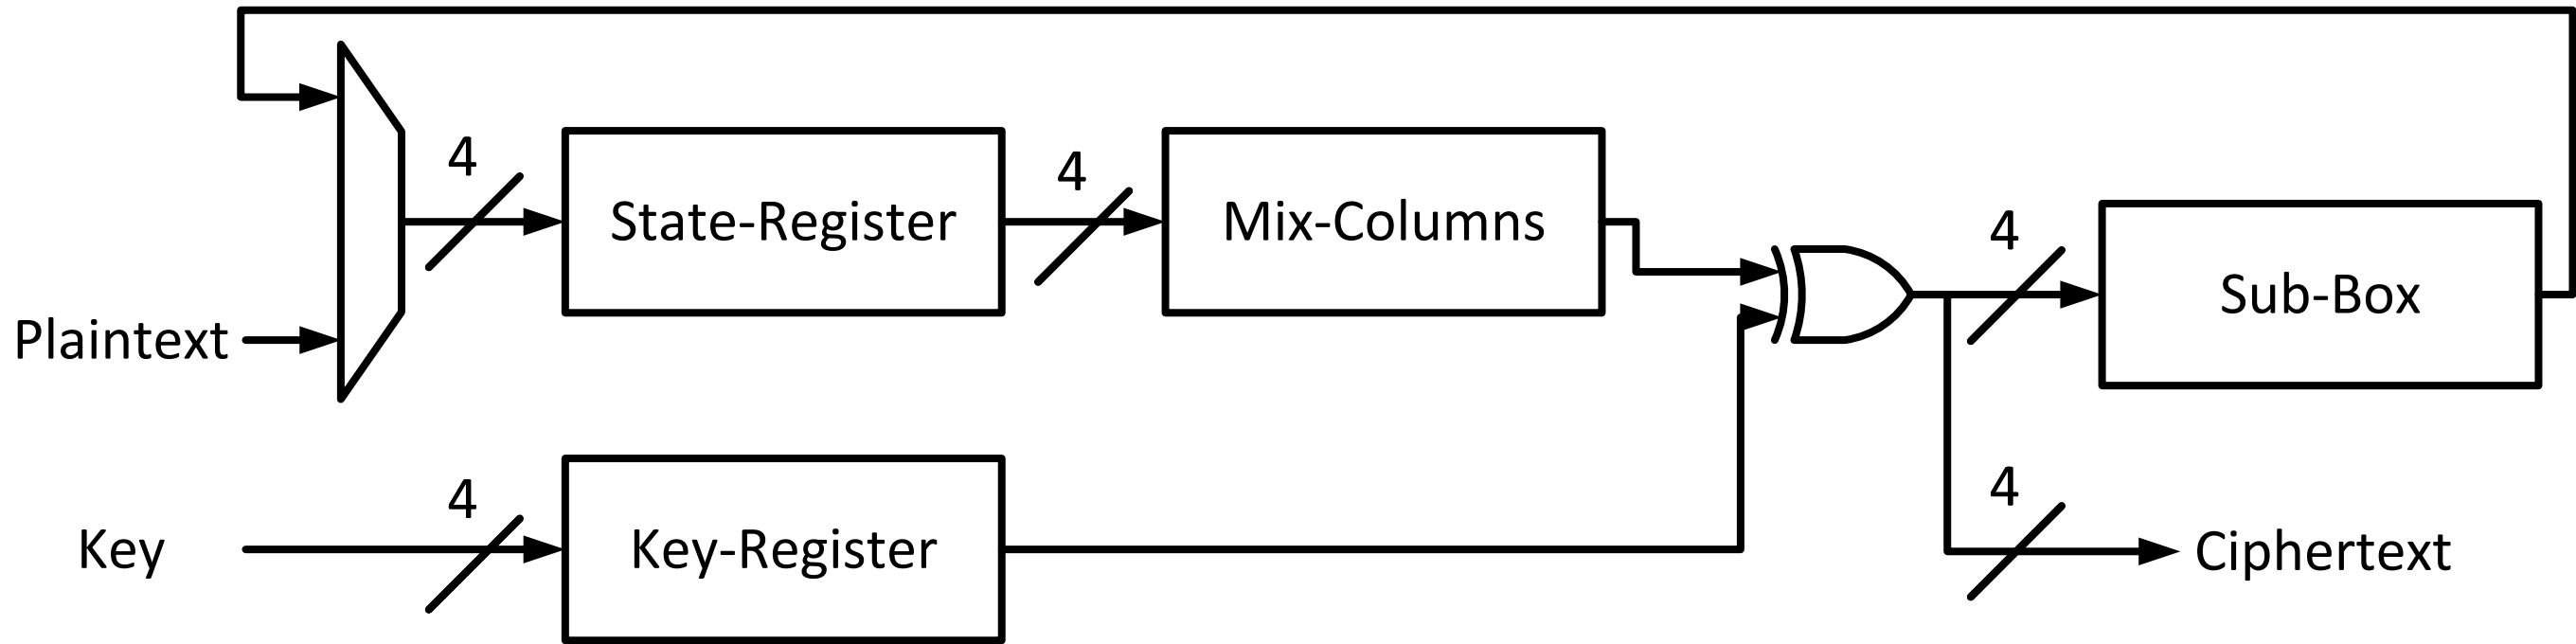 4
4
State-Register
Mix-Columns
4
Sub-Box
Plaintext
4
4
Key
Key-Register
Ciphertext